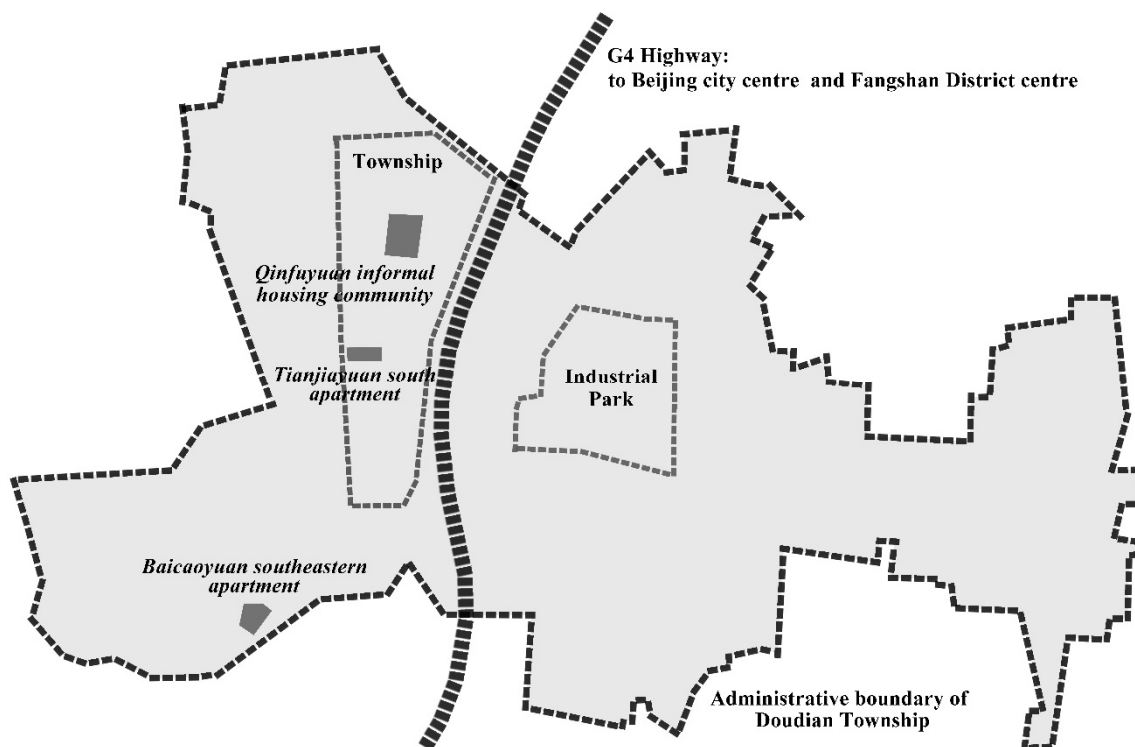 G4 Highway:
to Beijing city centre and Fangshan District centre
Township
Qinfuyuan informal
housing community
Tianjiayuan south
apartment
Industrial
Park
Baicaoyuan southeastern
apartment
Administrative boundary of
Doudian Township